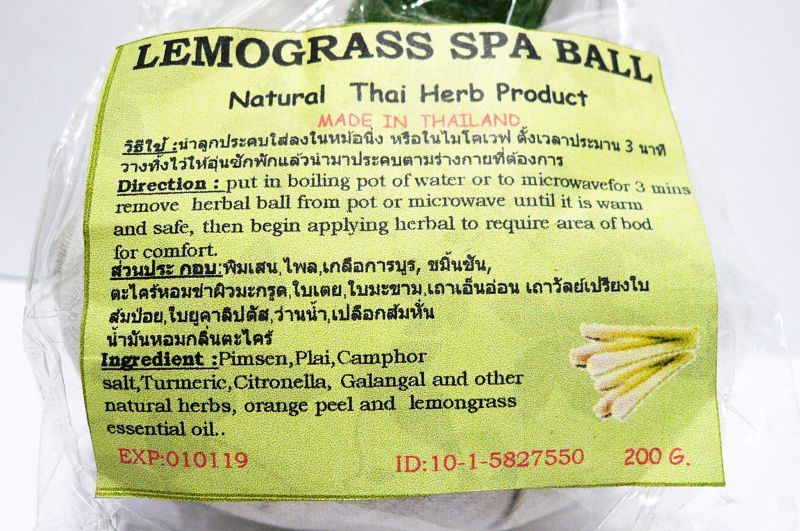 LEMOGRASS SPA BALL
Natural Thai Herb Product
MADE IN THAILAND
วิธีใช้ :นำลูกประคบใส่ลงในหม้อนึ่ง หรือในไมโคเวฟ ตั้งเวลาประมาน 3 นาที
วางทิ้งไว้ให้อุ่นซักพักแล้วนำมาประคบตามร่างกายที่ต้องการ
Direction : put in boiling pot of water or to microwavefor 3 mins
remove herbal ball from pot or microwave until it is warm
and safe, then begin applying herbal to require area of bod
for comfort.
ส่วนประ กอบ:พิมเสน,ไพล,เกลือการบูร, ขมิ้นชัน,
ตะไคร้หอมข่าผิวมะกรูด,ใบเตย,ใบมะขาม,เถาเอ็นอ่อน เถาวัลย์เปรียงใบ
ส้มป่อย,ใบยูคาลิปตัส,ว่านน้ำ,เปลือกส้มหั่น
น้ำมันหอมกลิ่นตะไคร้
Ingredient :Pimsen,Plai,Camphor
salt,Turmeric,Citronella, Galangal and other
natural herbs, orange peel and lemongrass
essential oil..
EXP:010119 ID:10-1-5827550 200 G.